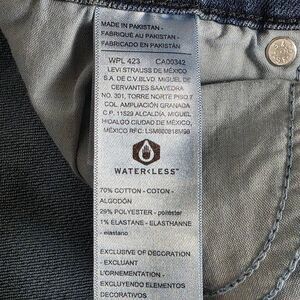 MADE IN PAKISTAN -
FABRIQUÉ AU PAKISTAN -
FABRICADO EN PAKISTÁN
WPL 423 CA00342
LEVI STRAUSS DE MÉXICO
S.A. DE C.V.BLVD. MIGUEL DE
CERVANTES SAAVEDRA
NO. 301, TORRE NORTE PISO 7
COL. AMPLIACIÓN GRANADA
C.P. 11529 ALCALDÍA. MIGUEL
HIDALGO CIUDAD DE MÉXICO,
MÉXICO RFC:
WATER<LESS™
70% COTTON - COTON -
ALGODÓN
29% POLYESTER - poliéster
1% ELASTANE - ELASTHANNE
- elastano
EXCLUSIVE OF DECORATION
- EXCLUANT
L'ORNEMENTATION -
EXCLUYENDO ELEMENTOS
DECORATIVOS